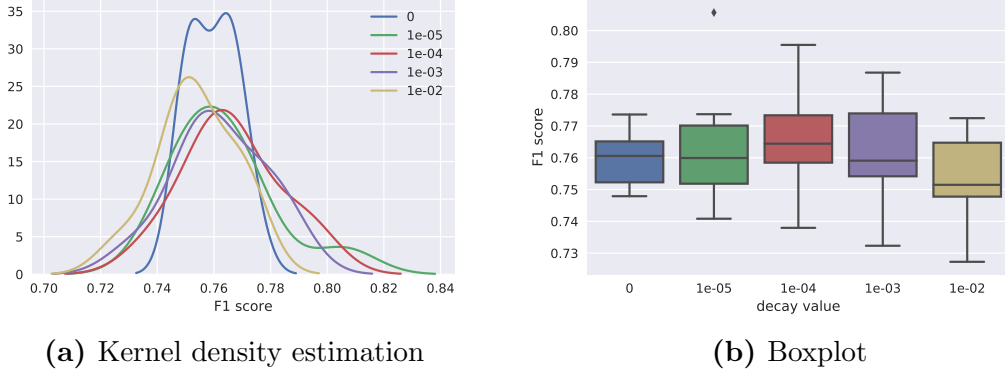 35
30
25
20
15
10
5
0
0
1e-05
1e-04
1e-03
1e-02
0.70 0.72 0.74 0.76 0.78 0.80 0.82 0.84
F1 score
(a) Kernel density estimation
F1 score
0.80
0.79
0.78
0.77
0.76
0.75
0.74
0.73
0 1e-05 1e-04 1e-03 1e-02
decay value
(b) Boxplot